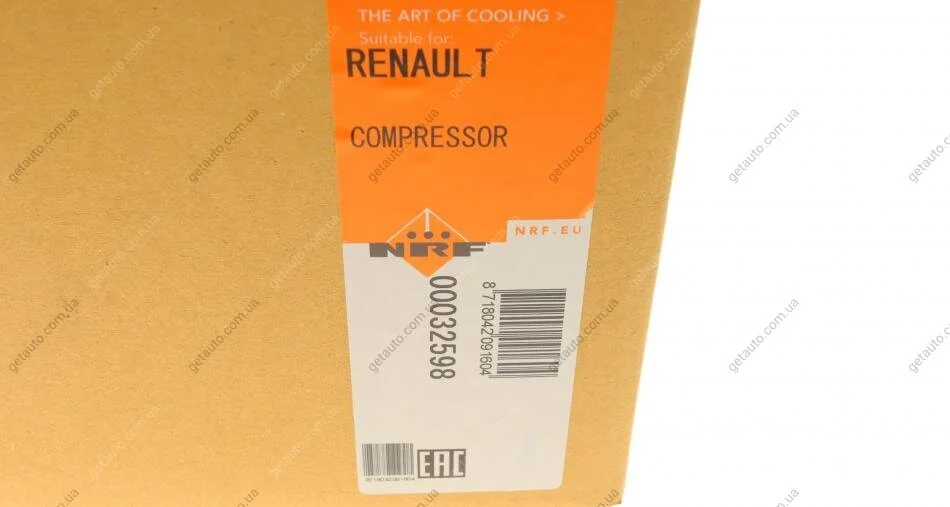 THE ART OF COOLING >
Suitable for:
RENAULT
COMPRESSOR
NRF.EU
NRF
00032598
8 718042 091604
8718042091604
EAC
getauto.com.ua